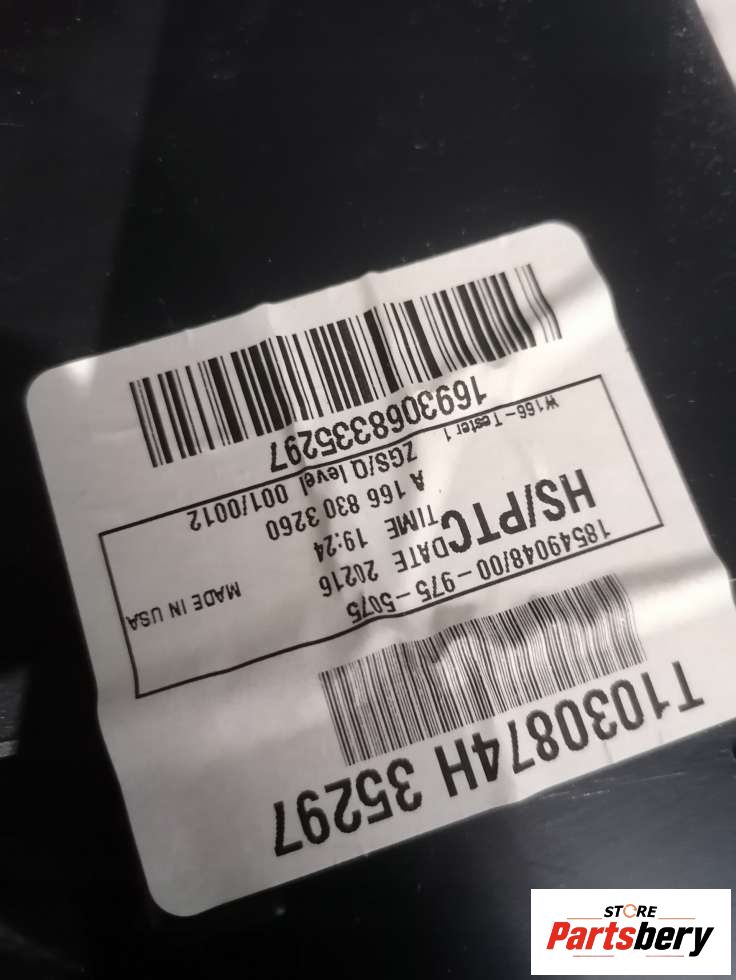 T1030874H 35297
18549048/00-975-5075
HS/PTC DATE 20216 MADE IN USA
TIME 19:24
A 166 830 3260
W166-Tester 1 ZGS/Q level 001/0012
1693068335297
STORE
Partsbery